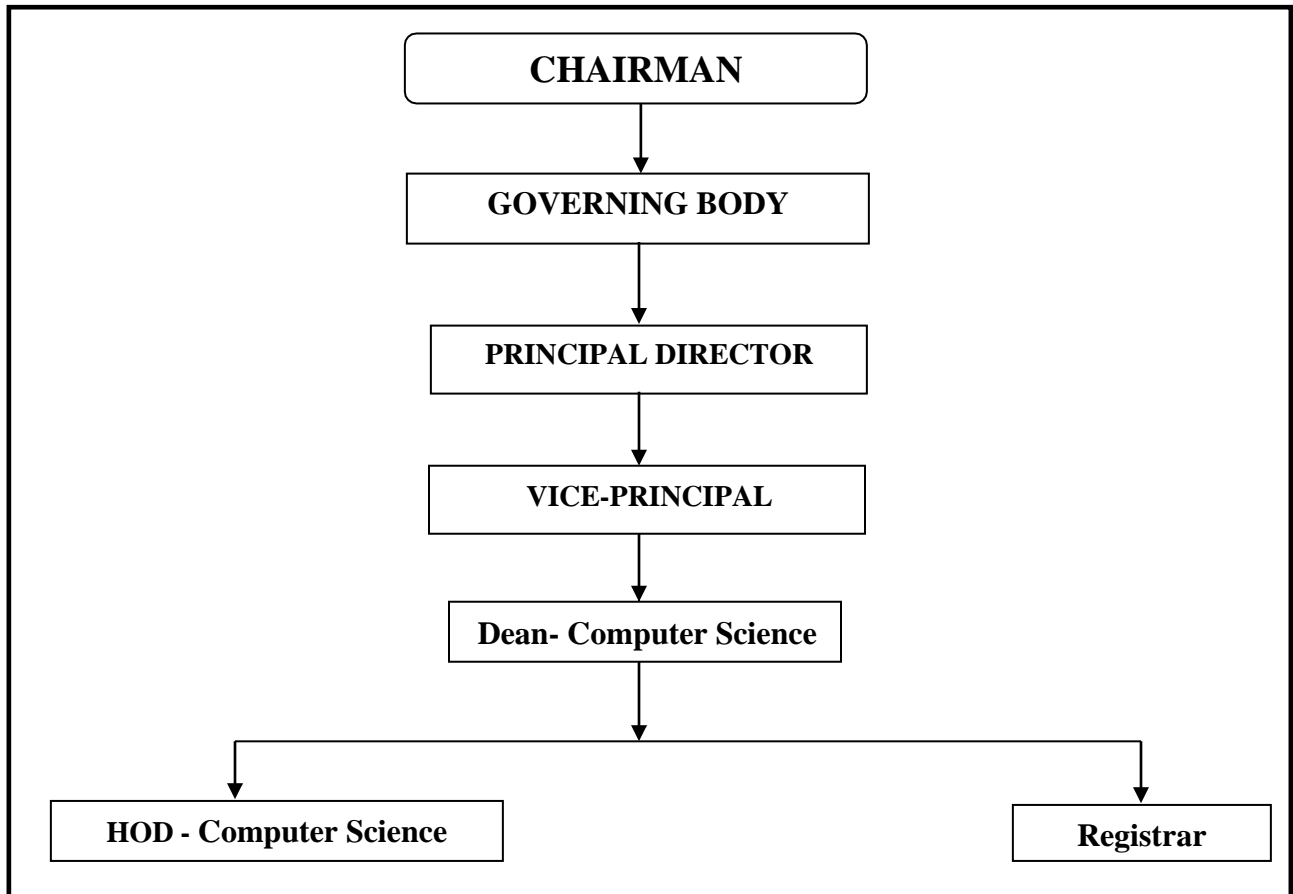 CHAIRMAN
GOVERNING BODY
PRINCIPAL DIRECTOR
VICE-PRINCIPAL
Dean- Computer Science
HOD - Computer Science
Registrar